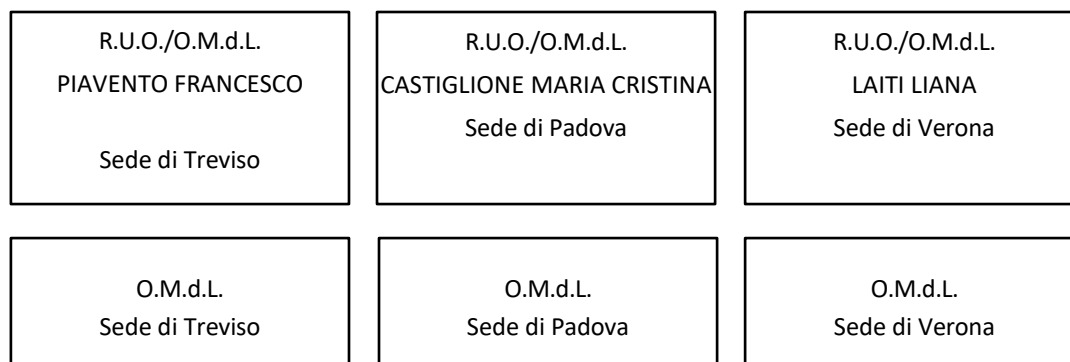 R.U.O./O.M.d.L.
PIAVENTO FRANCESCO
Sede di Treviso
R.U.O./O.M.d.L.
CASTIGLIONE MARIA CRISTINA
Sede di Padova
R.U.O./O.M.d.L.
LAITI LIANA
Sede di Verona
O.M.d.L.
Sede di Treviso
O.M.d.L.
Sede di Padova
O.M.d.L.
Sede di Verona